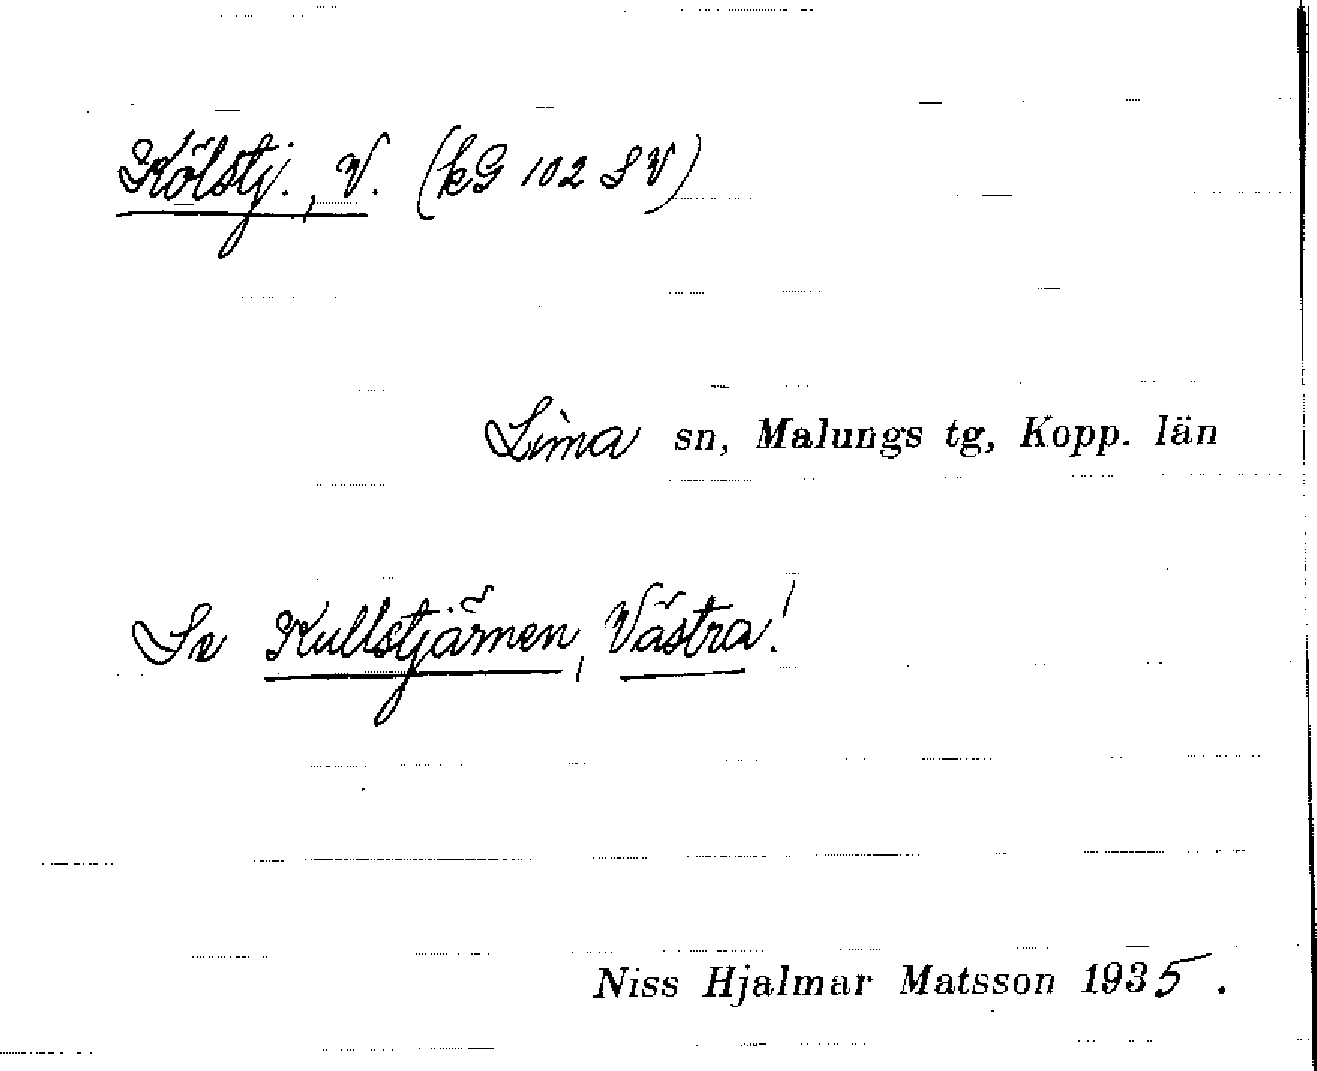 Kölstj., V. (kG 102 SV)
Lima sn, Malungs tg, Kopp. län
Se Kullstjärnen, Västra!
Niss Hjalmar Matsson 1935.